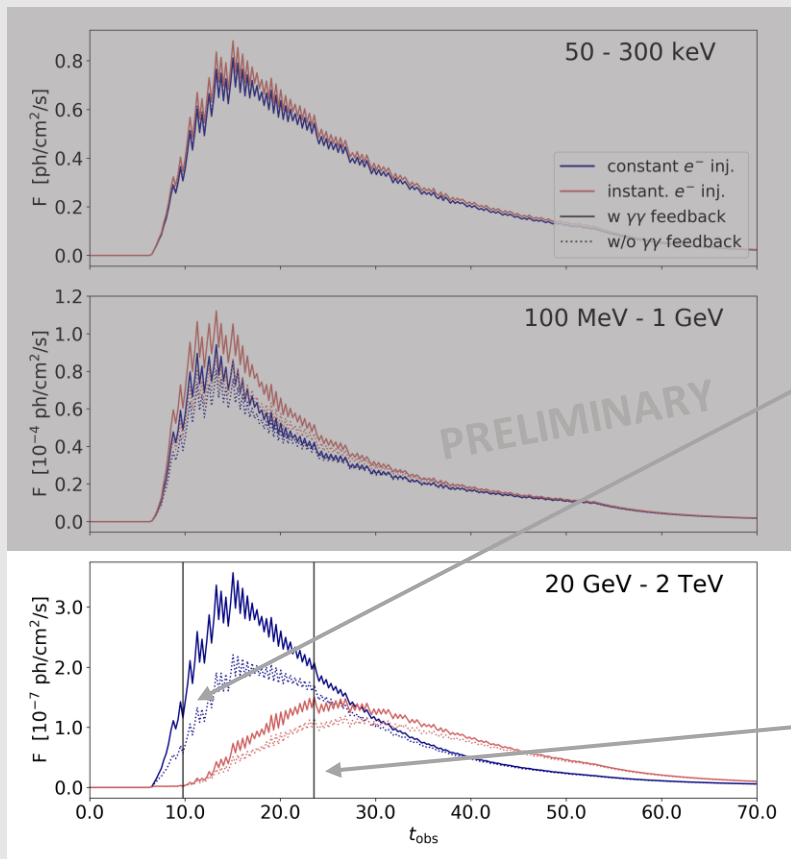 50 - 300 keV
0.8
0.6
0.4
0.2
0.0
F [ph/cm²/s]
constant e⁻ inj.
instant. e⁻ inj.
w γγ feedback
w/o γγ feedback
100 MeV - 1 GeV
1.2
1.0
0.8
0.6
0.4
0.2
0.0
F [10⁻⁴ ph/cm²/s]
PRELIMINARY
20 GeV - 2 TeV
3.0
2.0
1.0
0.0
F [10⁻⁷ ph/cm²/s]
0.0 10.0 20.0 30.0 40.0 50.0 60.0 70.0
t_obs